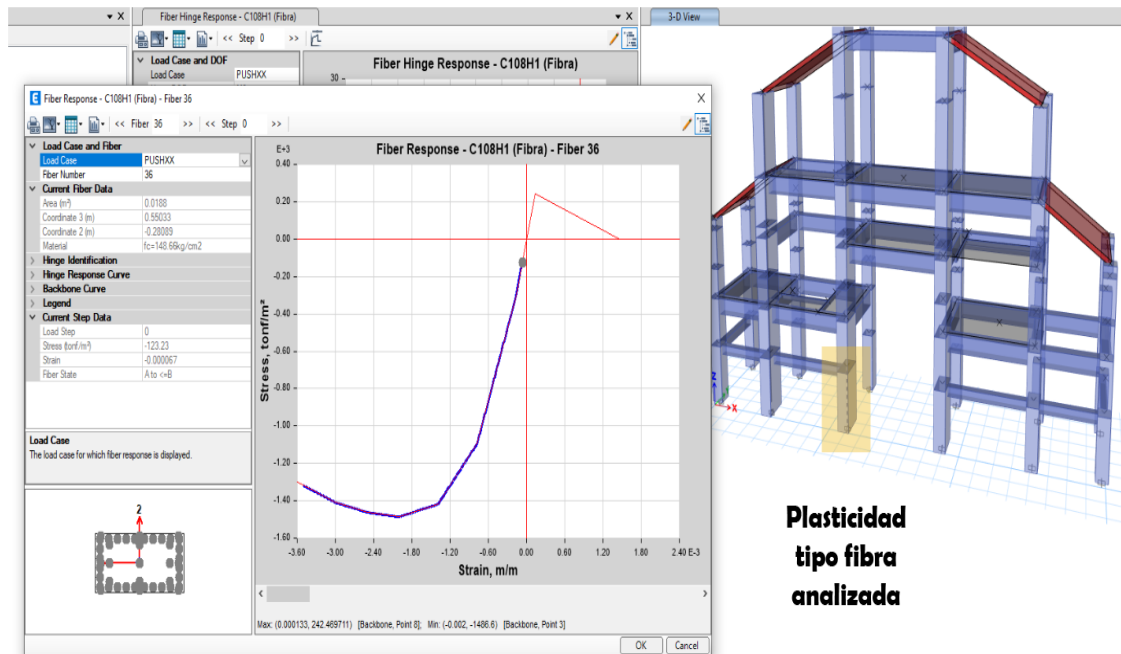 Fiber Hinge Response - C108H1 (Fibra)
3-D View
<< Step 0 >>
Load Case and DOF
Load Case PUSHXX
Fiber Hinge Response - C108H1 (Fibra)
30
Fiber Response - C108H1 (Fibra) - Fiber 36
<< Fiber 36 >> << Step 0 >>
Load Case and Fiber
Load Case PUSHXX
Fiber Number 36
Current Fiber Data
Area (m²) 0.0188
Coordinate 3 (m) 0.55033
Coordinate 2 (m) -0.28089
Material fc=148.66kg/cm2
Hinge Identification
Hinge Response Curve
Backbone Curve
Legend
Current Step Data
Load Step 0
Stress (tonf/m²) -123.23
Strain -0.000067
Fiber State A to <=B
Load Case
The load case for which fiber response is displayed.
2
Fiber Response - C108H1 (Fibra) - Fiber 36
E+3
0.40
0.20
0.00
-0.20
-0.40
-0.60
-0.80
-1.00
-1.20
-1.40
-1.60
Stress, tonf/m²
-3.60 -3.00 -2.40 -1.80 -1.20 -0.60 0.00 0.60 1.20 1.80 2.40 E-3
Strain, m/m
Max: (0.000133, 242.469711) [Backbone, Point 8]; Min: (-0.002, -1486.6) [Backbone, Point 3]
OK Cancel
Z
X
Plasticidad
tipo fibra
analizada